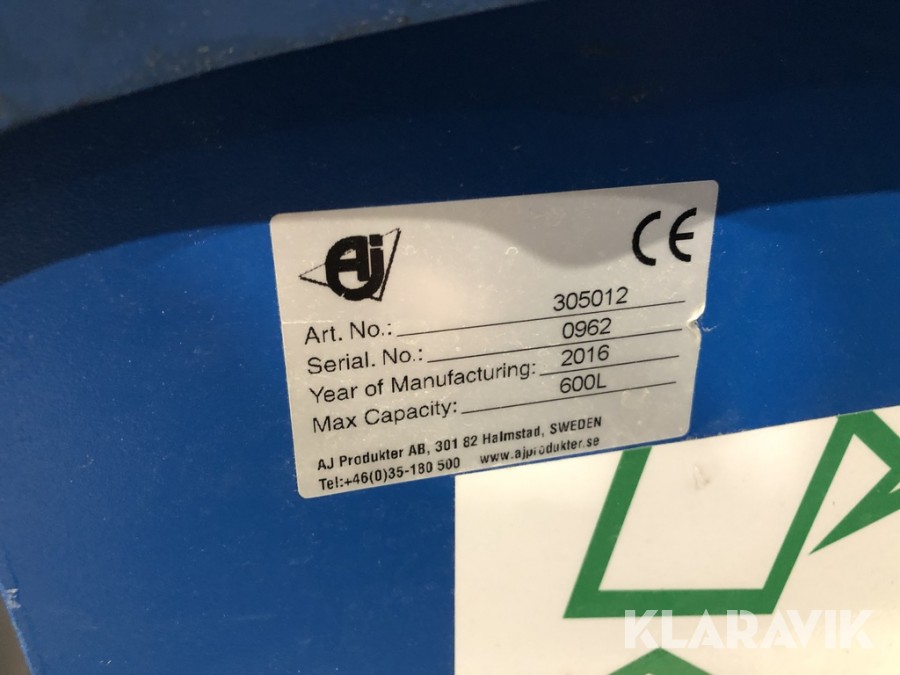 Aj
CE
Art. No.: 305012
Serial. No.: 0962
Year of Manufacturing: 2016
Max Capacity: 600L
AJ Produkter AB, 301 82 Halmstad, SWEDEN
Tel:+46(0)35-180 500 www.ajprodukter.se
KLARAVIK